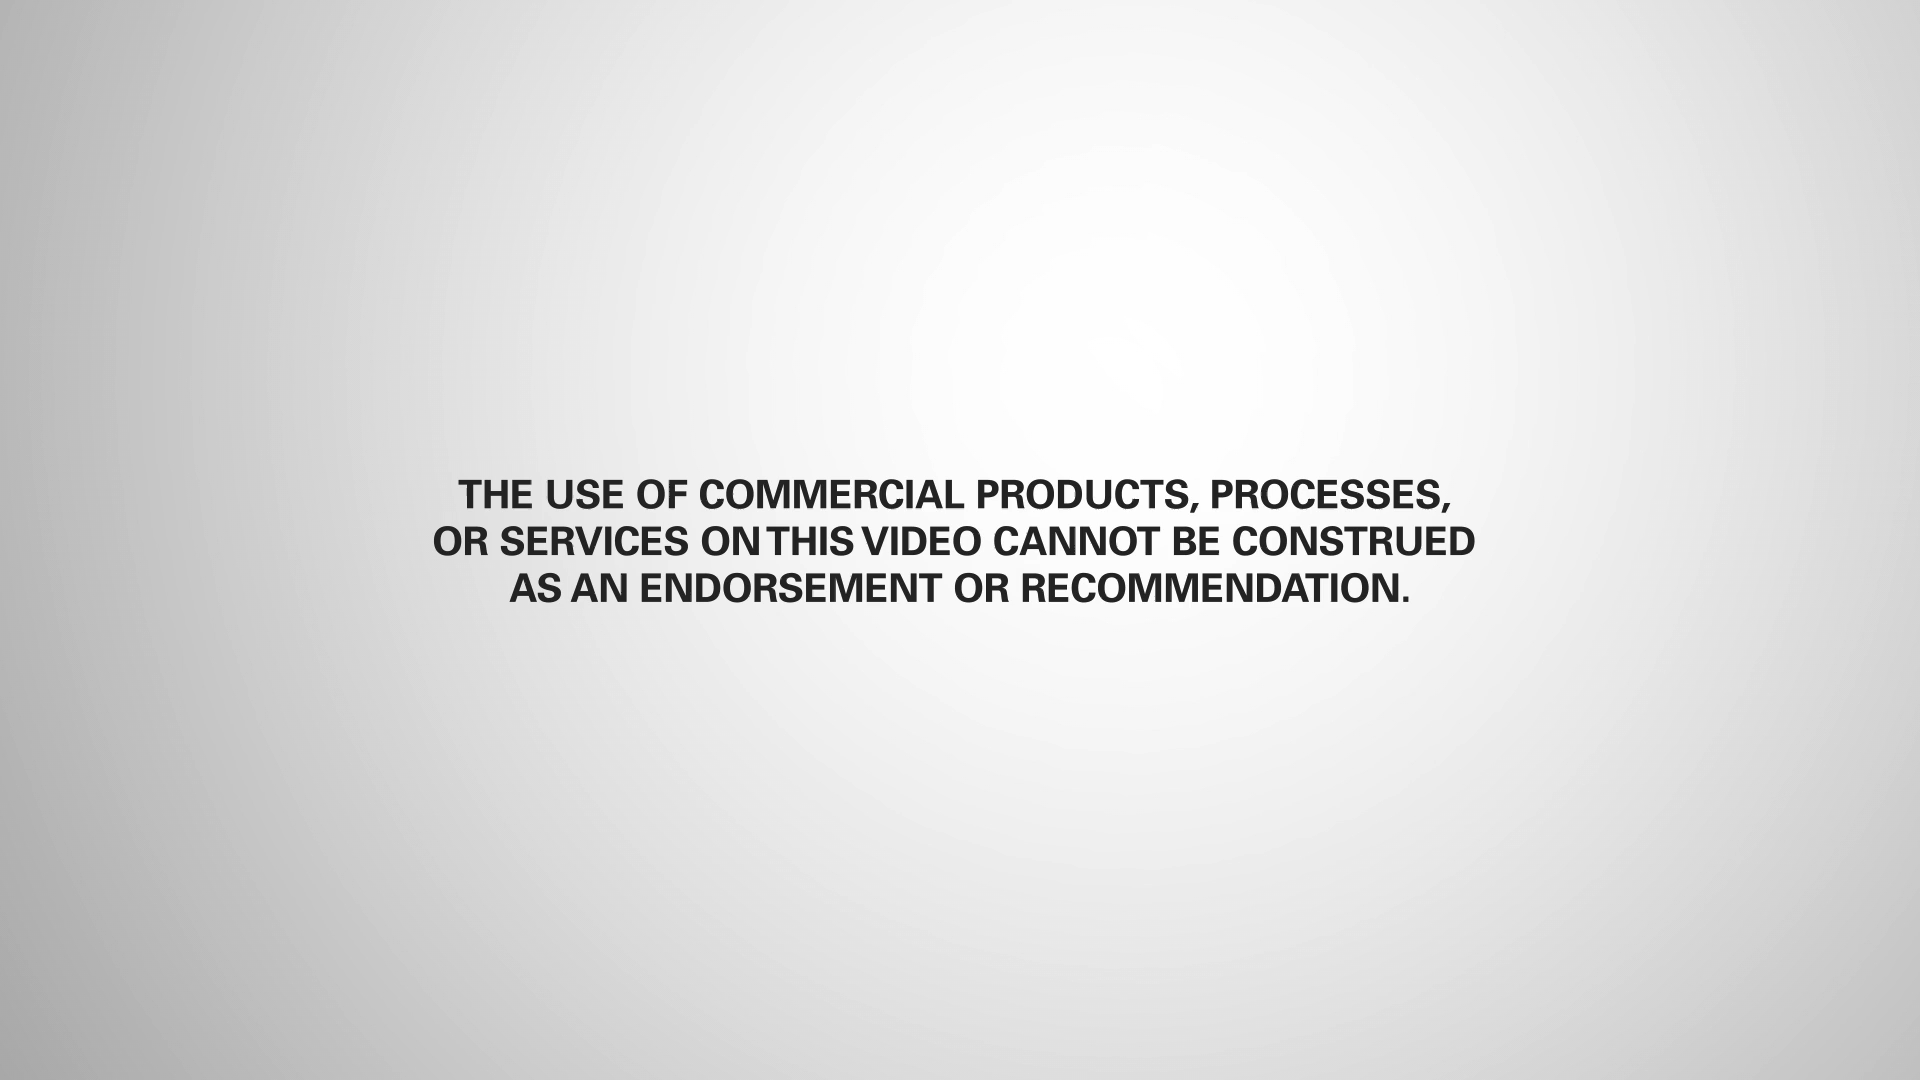 THE USE OF COMMERCIAL PRODUCTS, PROCESSES,
OR SERVICES ON THIS VIDEO CANNOT BE CONSTRUED
AS AN ENDORSEMENT OR RECOMMENDATION.